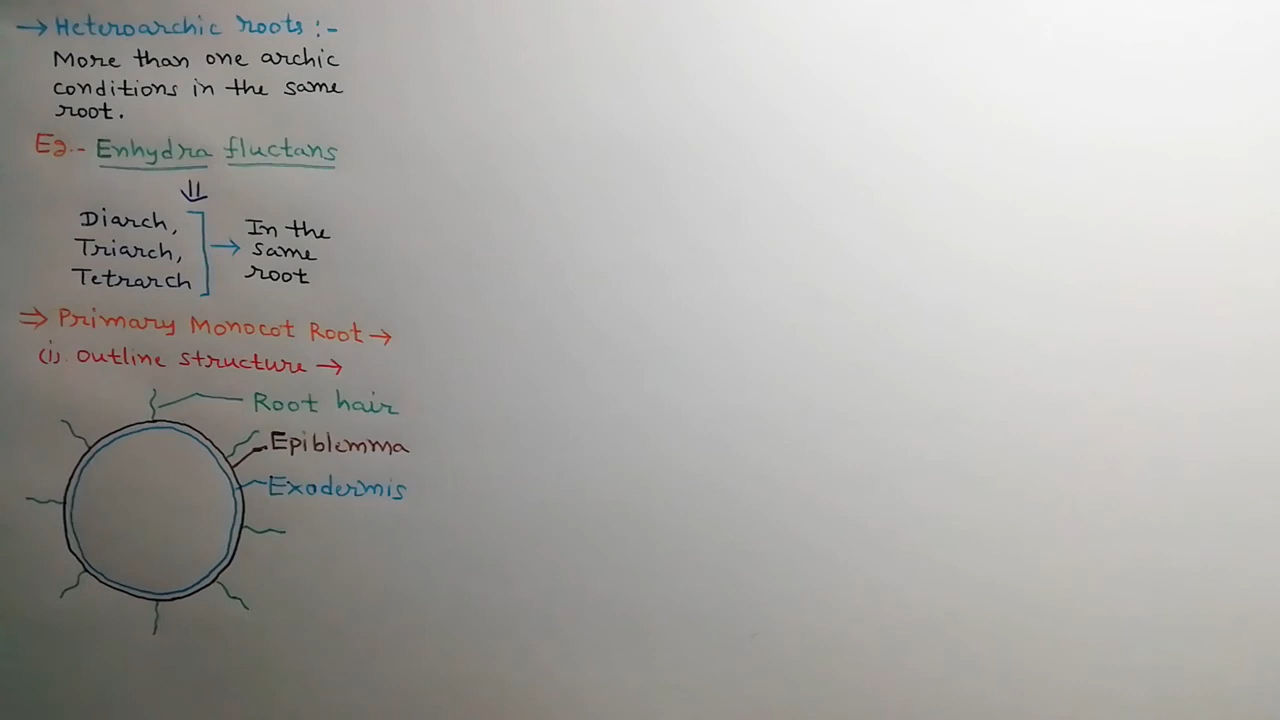 → Heteroarchic roots :-
More than one archic
conditions in the same
root.
Eg.- Enhydra fluctans
⇓
Diarch,
Triarch,
Tetrarch
→ In the
same
root
⇒ Primary Monocot Root →
(i). Outline structure →
Root hair
Epiblemma
Exodermis